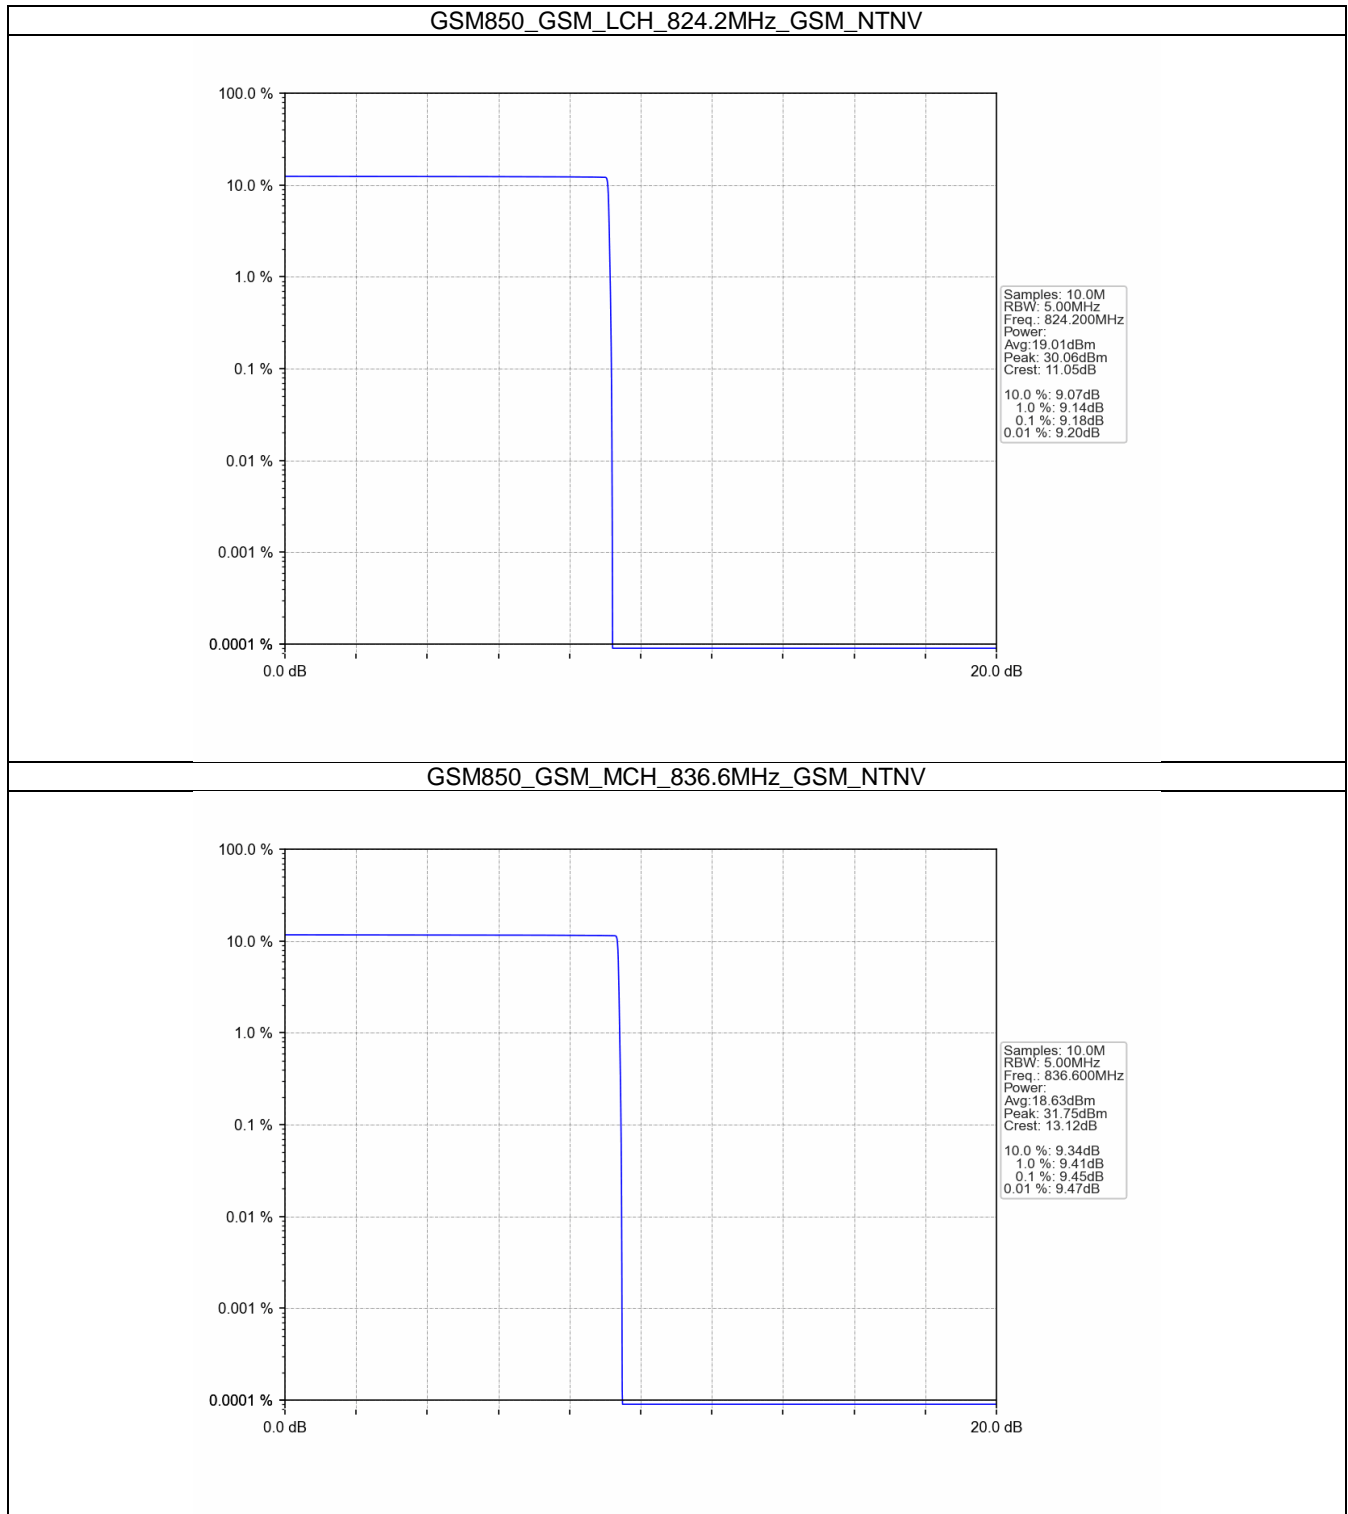 GSM850_GSM_LCH_824.2MHz_GSM_NTNV
100.0 %
10.0 %
1.0 %
0.1 %
0.01 %
0.001 %
0.0001 %
0.0 dB
20.0 dB
Samples: 10.0M
RBW: 5.00MHz
Freq.: 824.200MHz
Power:
Avg:19.01dBm
Peak: 30.06dBm
Crest: 11.05dB
10.0 %: 9.07dB
1.0 %: 9.14dB
0.1 %: 9.18dB
0.01 %: 9.20dB
GSM850_GSM_MCH_836.6MHz_GSM_NTNV
100.0 %
10.0 %
1.0 %
0.1 %
0.01 %
0.001 %
0.0001 %
0.0 dB
20.0 dB
Samples: 10.0M
RBW: 5.00MHz
Freq.: 836.600MHz
Power:
Avg:18.63dBm
Peak: 31.75dBm
Crest: 13.12dB
10.0 %: 9.34dB
1.0 %: 9.41dB
0.1 %: 9.45dB
0.01 %: 9.47dB